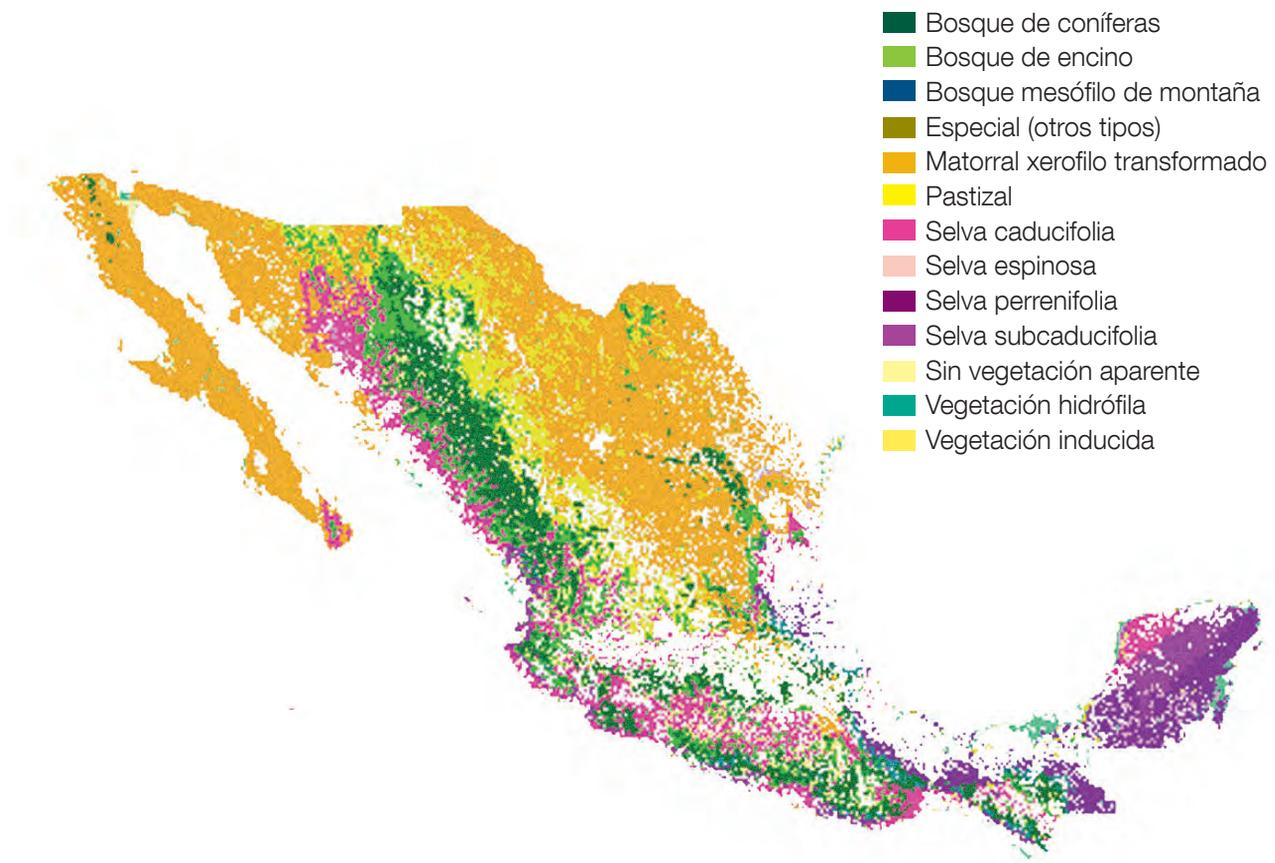 Bosque de coníferas
Bosque de encino
Bosque mesófilo de montaña
Especial (otros tipos)
Matorral xerofilo transformado
Pastizal
Selva caducifolia
Selva espinosa
Selva perrenifolia
Selva subcaducifolia
Sin vegetación aparente
Vegetación hidrófila
Vegetación inducida